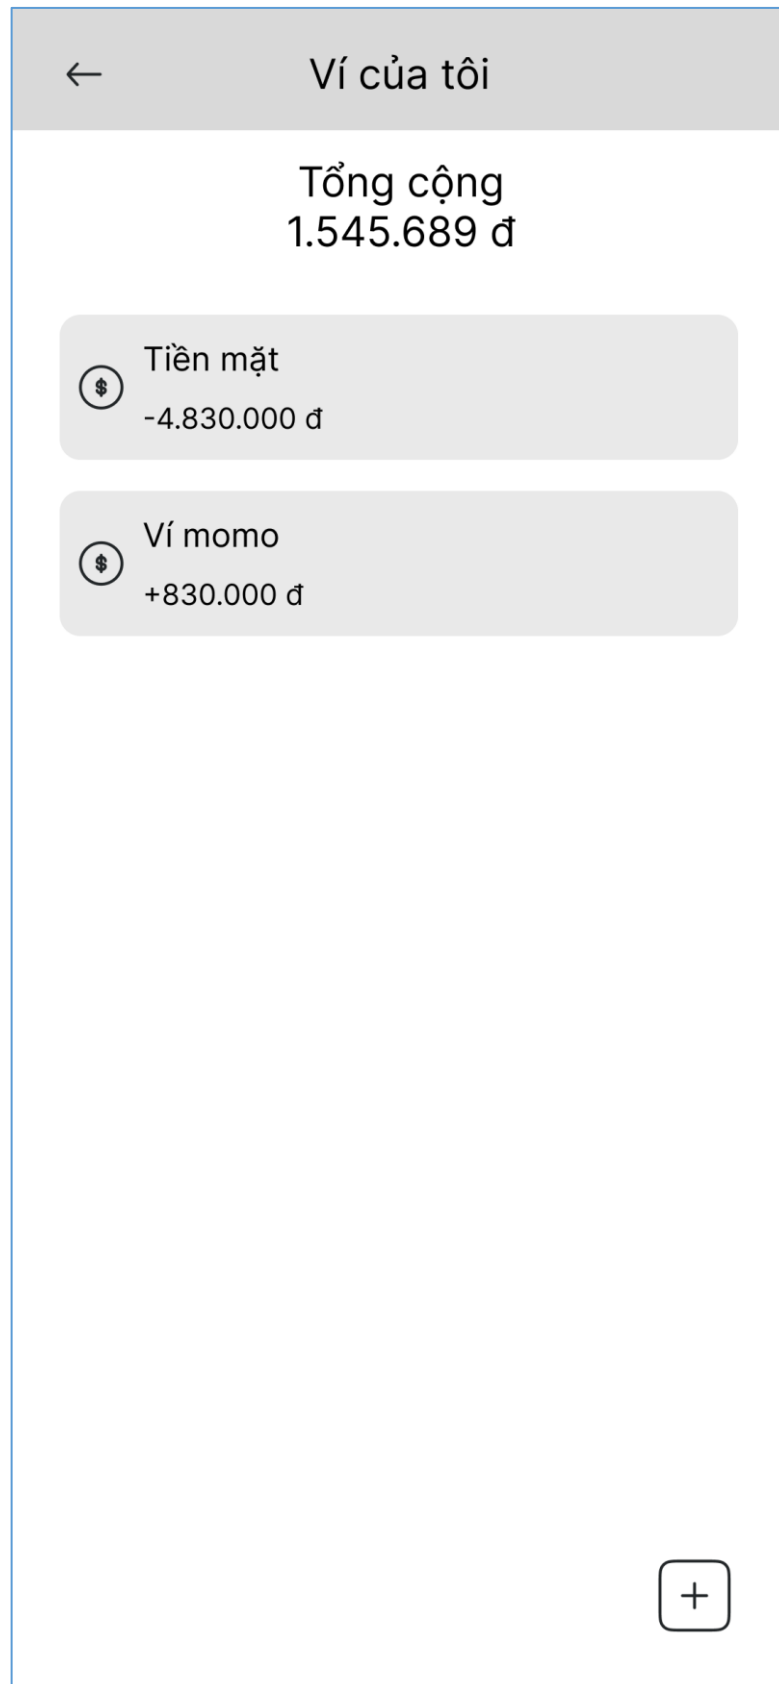 Ví của tôi
Tổng cộng
1.545.689 đ
Tiền mặt
-4.830.000 đ
Ví momo
+830.000 đ